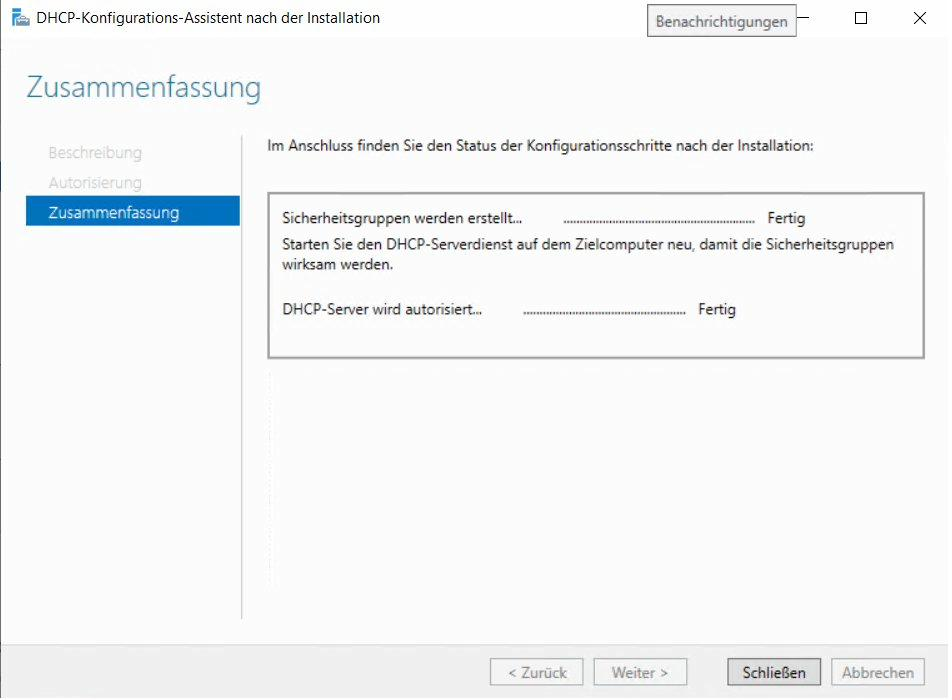 DHCP-Konfigurations-Assistent nach der Installation
Benachrichtigungen
Zusammenfassung
Beschreibung
Autorisierung
Zusammenfassung
Im Anschluss finden Sie den Status der Konfigurationsschritte nach der Installation:
Sicherheitsgruppen werden erstellt... ........................................................... Fertig
Starten Sie den DHCP-Serverdienst auf dem Zielcomputer neu, damit die Sicherheitsgruppen
wirksam werden.
DHCP-Server wird autorisiert... .................................................. Fertig
< Zurück
Weiter >
Schließen
Abbrechen